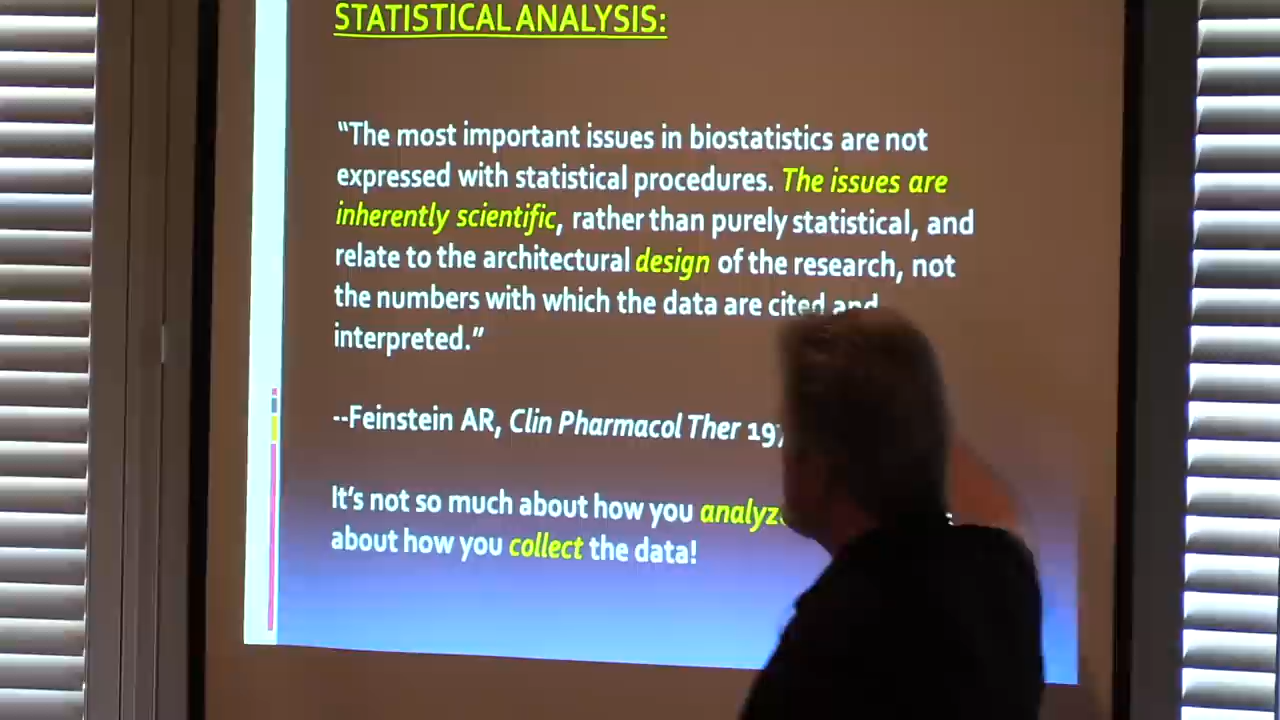 STATISTICAL ANALYSIS:
“The most important issues in biostatistics are not
expressed with statistical procedures. The issues are
inherently scientific, rather than purely statistical, and
relate to the architectural design of the research, not
the numbers with which the data are cited and
interpreted.”
--Feinstein AR, Clin Pharmacol Ther
It’s not so much about how you
about how you collect the data!